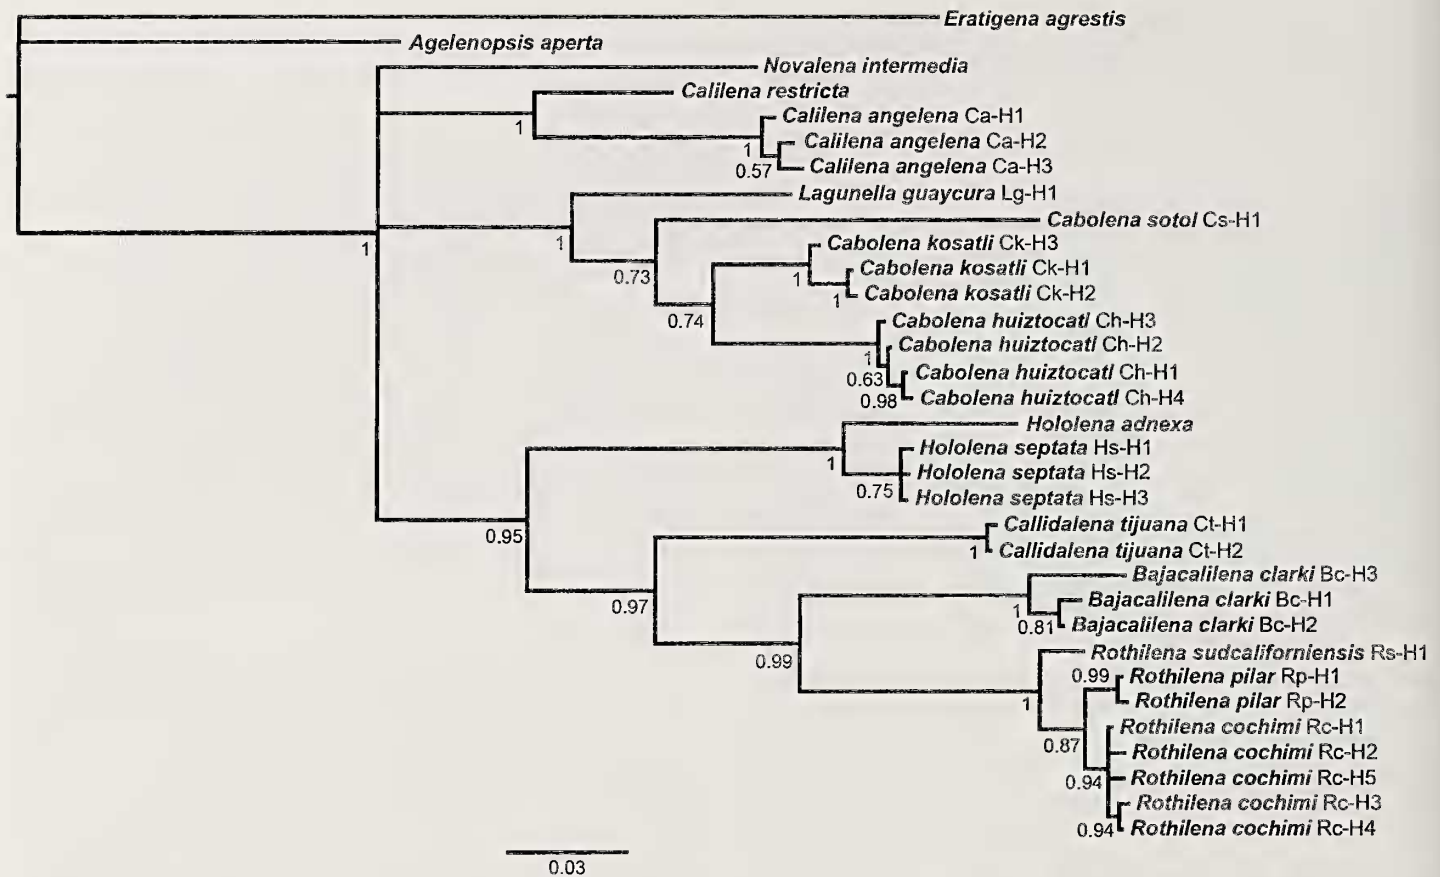 Eratigena agrestis
Agelenopsis aperta
Novalena intermedia
Calilena restricta
1
Calilena angelena Ca-H1
Calilena angelena Ca-H2
1
Calilena angelena Ca-H3
0.57
Lagunella guaycura Lg-H1
Cabolena sotol Cs-H1
1
1
Cabolena kosatli Ck-H3
Cabolena kosatli Ck-H1
0.73
1
Cabolena kosatli Ck-H2
1
Cabolena huiztocatl Ch-H3
0.74
Cabolena huiztocatl Ch-H2
1
Cabolena huiztocatl Ch-H1
0.63
Cabolena huiztocatl Ch-H4
0.98
Hololena adnexa
Hololena septata Hs-H1
1
Hololena septata Hs-H2
0.75
Hololena septata Hs-H3
Callidalena tijuana Ct-H1
0.95
Callidalena tijuana Ct-H2
1
Bajacalilena clarki Bc-H3
Bajacalilena clarki Bc-H1
0.97
1
Bajacalilena clarki Bc-H2
0.81
Rothilena sudcaliforniensis Rs-H1
0.99
Rothilena pilar Rp-H1
0.99
Rothilena pilar Rp-H2
1
Rothilena cochimi Rc-H1
0.87
Rothilena cochimi Rc-H2
Rothilena cochimi Rc-H5
0.94
Rothilena cochimi Rc-H3
Rothilena cochimi Rc-H4
0.94
0.03